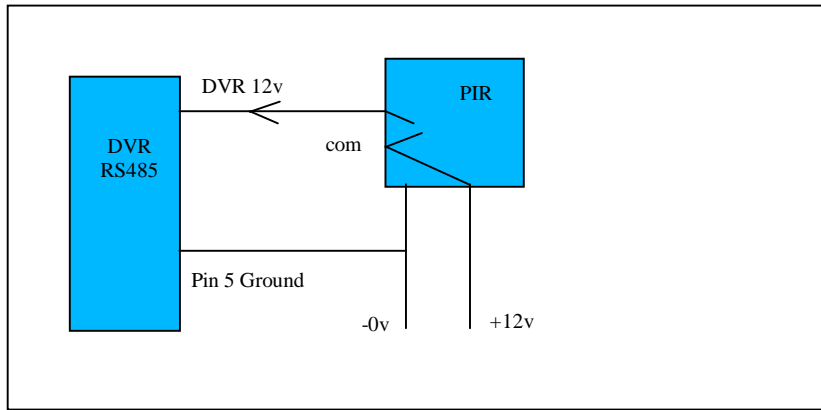 DVR 12v
PIR
com
DVR
RS485
Pin 5 Ground
-0v
+12v